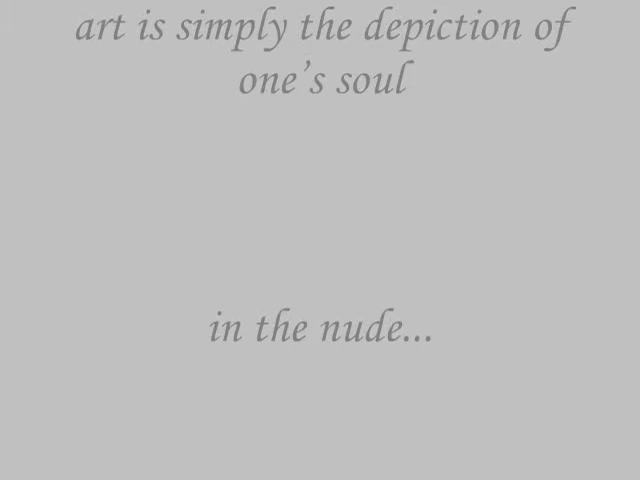 art is simply the depiction of
one’s soul
in the nude...